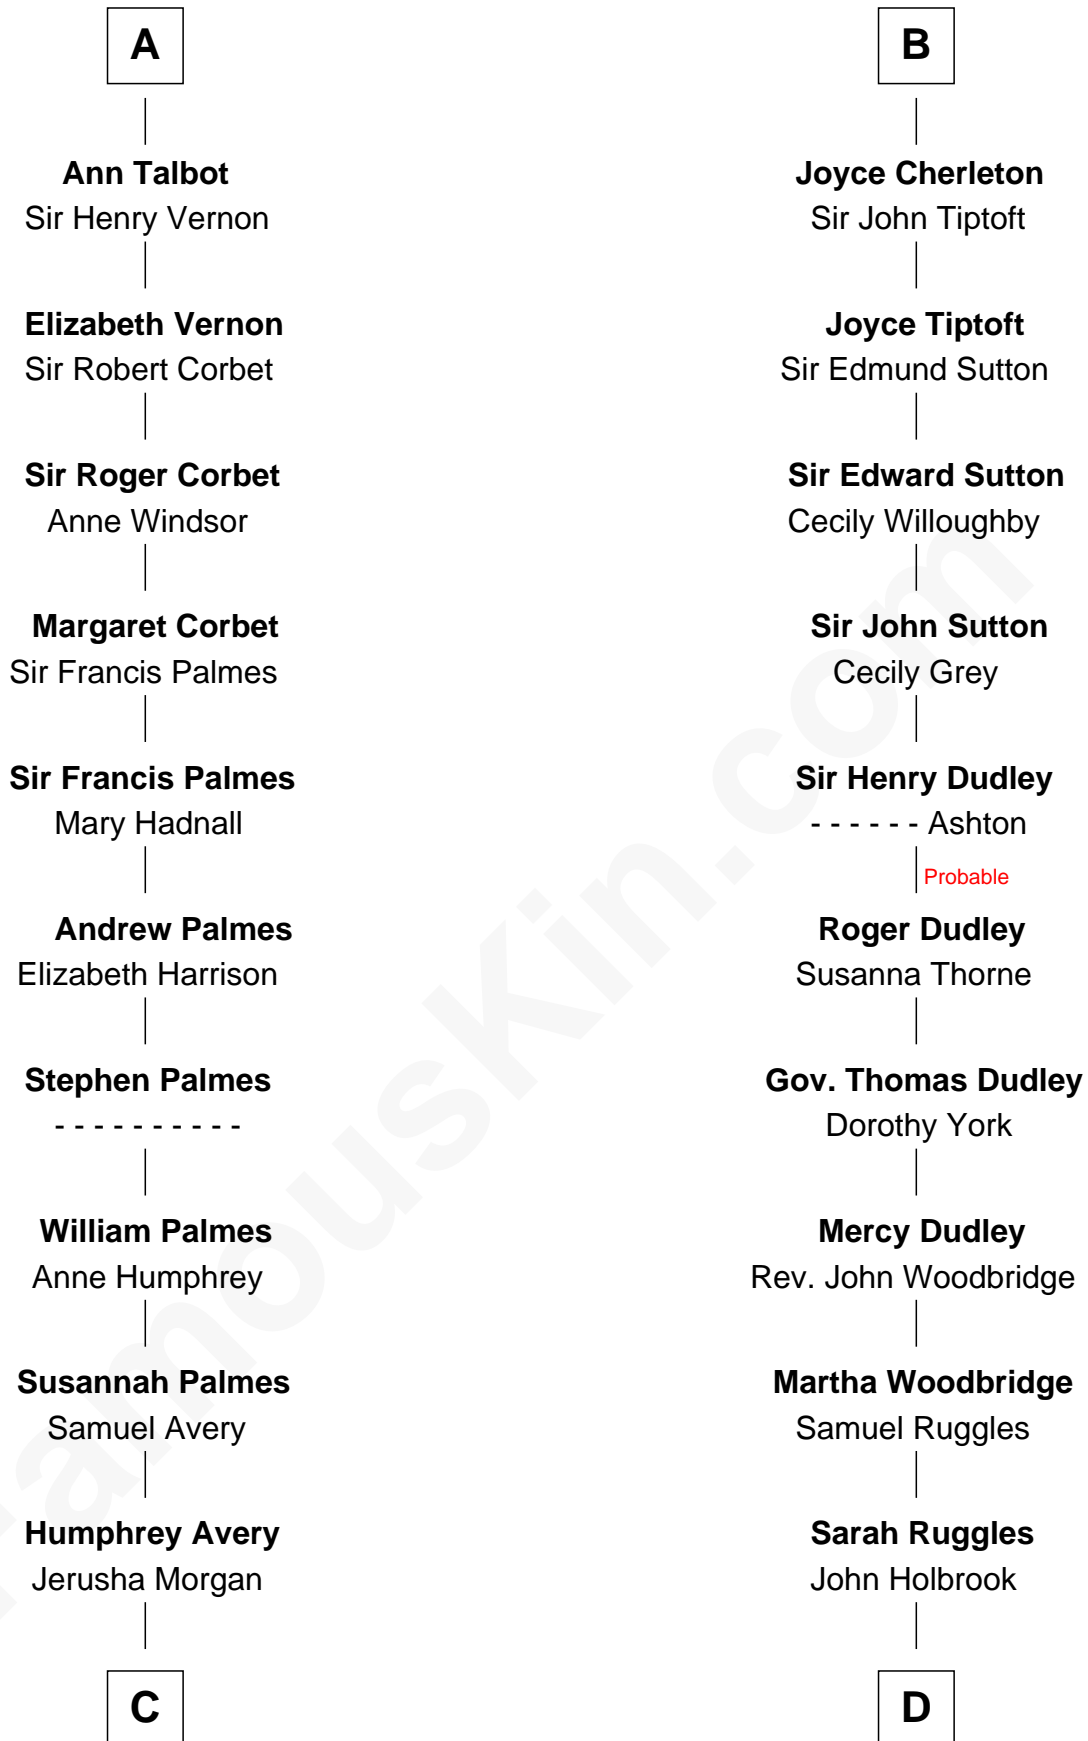 A
Ann Talbot
Sir Henry Vernon
Elizabeth Vernon
Sir Robert Corbet
Sir Roger Corbet
Anne Windsor
Margaret Corbet
Sir Francis Palmes
Sir Francis Palmes
Mary Hadnall
Andrew Palmes
Elizabeth Harrison
Stephen Palmes
- - - - - - - - - -
William Palmes
Anne Humphrey
Susannah Palmes
Samuel Avery
Humphrey Avery
Jerusha Morgan
C
B
Joyce Cherleton
Sir John Tiptoft
Joyce Tiptoft
Sir Edmund Sutton
Sir Edward Sutton
Cecily Willoughby
Sir John Sutton
Cecily Grey
Sir Henry Dudley
- - - - - - Ashton
Probable
Roger Dudley
Susanna Thorne
Gov. Thomas Dudley
Dorothy York
Mercy Dudley
Rev. John Woodbridge
Martha Woodbridge
Samuel Ruggles
Sarah Ruggles
John Holbrook
D
FamousKin.com